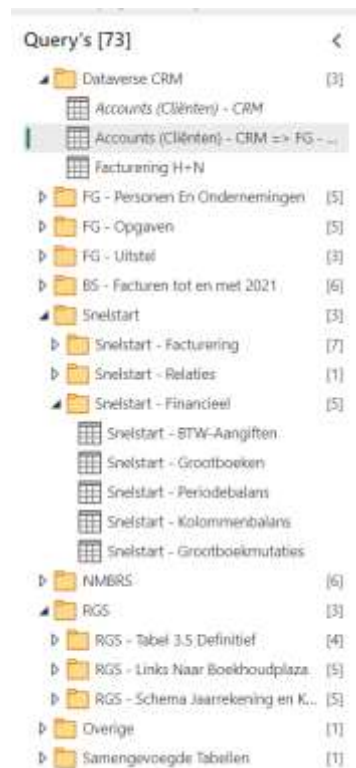 Query's [73]
Dataverse CRM [3]
Accounts (Cliënten) - CRM
Accounts (Cliënten) - CRM => FG - ...
Facturering H+N
FG - Personen En Ondernemingen [5]
FG - Opgaven [5]
FG - Uitstel [3]
BS - Facturen tot en met 2021 [6]
Snelstart [3]
Snelstart - Facturering [7]
Snelstart - Relaties [1]
Snelstart - Financieel [5]
Snelstart - BTW-Aangiften
Snelstart - Grootboeken
Snelstart - Periodebalans
Snelstart - Kolommenbalans
Snelstart - Grootboekmutaties
NMBRS [6]
RGS [3]
RGS - Tabel 3.5 Definitief [4]
RGS - Links Naar Boekhoudplaza [5]
RGS - Schema Jaarrekening en K... [5]
Overige [1]
Samengevoegde Tabellen [1]